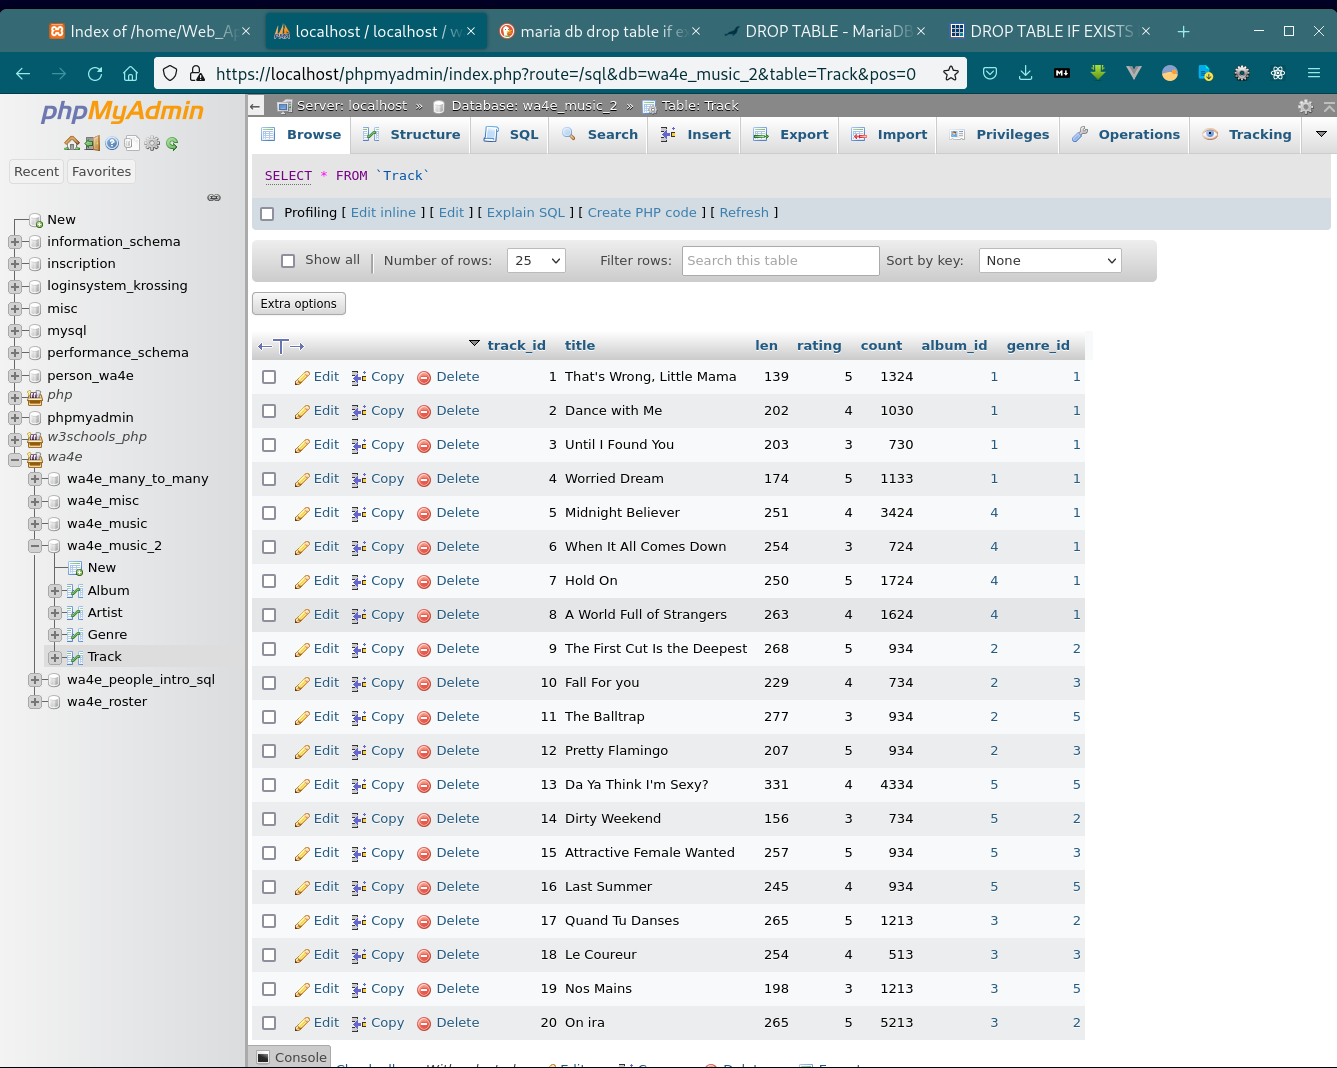 Index of /home/Web_Ap
localhost / localhost / w
maria db drop table if e
DROP TABLE - MariaDB
DROP TABLE IF EXISTS
https://localhost/phpmyadmin/index.php?route=/sql&db=wa4e_music_2&table=Track&pos=0
phpMyAdmin
Recent
Favorites
New
information_schema
inscription
loginsystem_krossing
misc
mysql
performance_schema
person_wa4e
php
phpmyadmin
w3schools_php
wa4e
wa4e_many_to_many
wa4e_misc
wa4e_music
wa4e_music_2
New
Album
Artist
Genre
Track
wa4e_people_intro_sql
wa4e_roster
Server: localhost » Database: wa4e_music_2 » Table: Track
Browse Structure SQL Search Insert Export Import Privileges Operations Tracking
SELECT * FROM `Track`
Profiling [ Edit inline ] [ Edit ] [ Explain SQL ] [ Create PHP code ] [ Refresh ]
Show all | Number of rows: 25 Filter rows: Search this table Sort by key: None
Extra options
track_id title len rating count album_id genre_id
Edit Copy Delete 1 That's Wrong, Little Mama 139 5 1324 1 1
Edit Copy Delete 2 Dance with Me 202 4 1030 1 1
Edit Copy Delete 3 Until I Found You 203 3 730 1 1
Edit Copy Delete 4 Worried Dream 174 5 1133 1 1
Edit Copy Delete 5 Midnight Believer 251 4 3424 4 1
Edit Copy Delete 6 When It All Comes Down 254 3 724 4 1
Edit Copy Delete 7 Hold On 250 5 1724 4 1
Edit Copy Delete 8 A World Full of Strangers 263 4 1624 4 1
Edit Copy Delete 9 The First Cut Is the Deepest 268 5 934 2 2
Edit Copy Delete 10 Fall For you 229 4 734 2 3
Edit Copy Delete 11 The Balltrap 277 3 934 2 5
Edit Copy Delete 12 Pretty Flamingo 207 5 934 2 3
Edit Copy Delete 13 Da Ya Think I'm Sexy? 331 4 4334 5 5
Edit Copy Delete 14 Dirty Weekend 156 3 734 5 2
Edit Copy Delete 15 Attractive Female Wanted 257 5 934 5 3
Edit Copy Delete 16 Last Summer 245 4 934 5 5
Edit Copy Delete 17 Quand Tu Danses 265 5 1213 3 2
Edit Copy Delete 18 Le Coureur 254 4 513 3 3
Edit Copy Delete 19 Nos Mains 198 3 1213 3 5
Edit Copy Delete 20 On ira 265 5 5213 3 2
Console